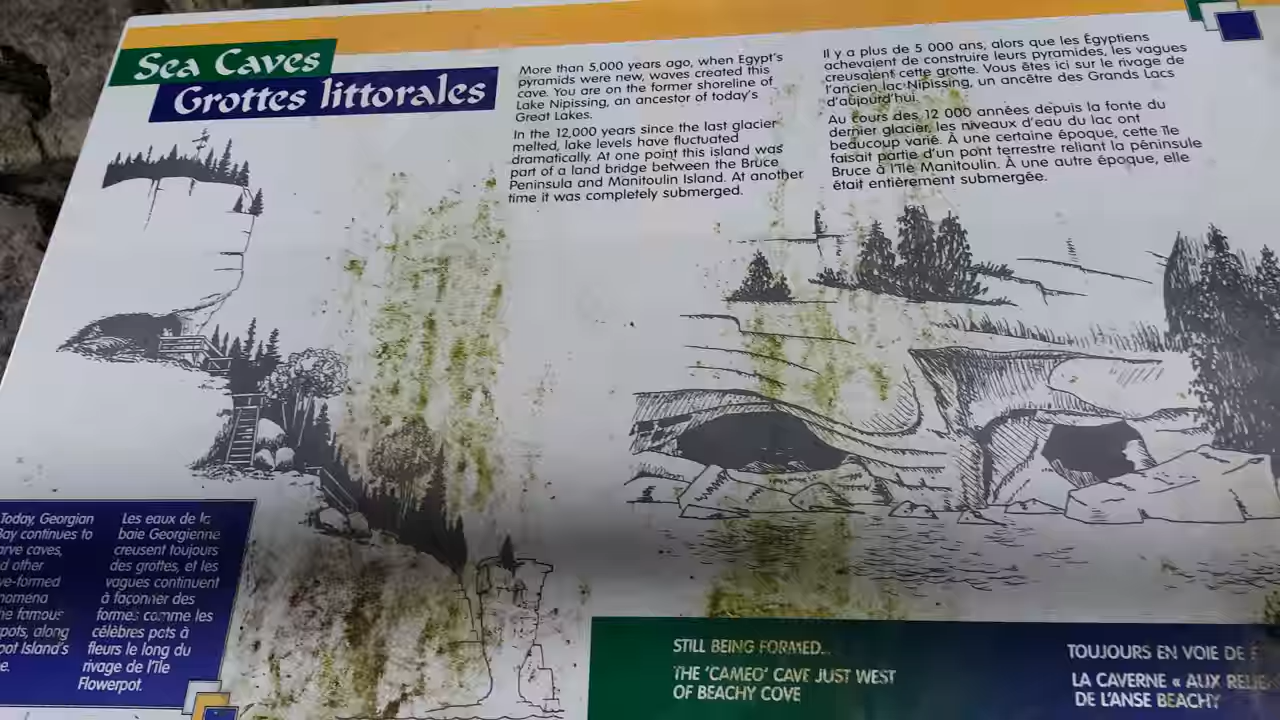 Sea Caves
Grottes littorales
More than 5,000 years ago, when Egypt's
pyramids were new, waves created this
cave. You are on the former shoreline of
Lake Nipissing, an ancestor of today's
Great Lakes.
In the 12,000 years since the last glacier
melted, lake levels have fluctuated
dramatically. At one point this island was
part of a land bridge between the Bruce
Peninsula and Manitoulin Island. At another
time it was completely submerged.
Il y a plus de 5 000 ans, alors que les Égyptiens
achevaient de construire leurs pyramides, les vagues
creusaient cette grotte. Vous êtes ici sur le rivage de
l'ancien lac Nipissing, un ancêtre des Grands Lacs
d'aujourd'hui.
Au cours des 12 000 années depuis la fonte du
dernier glacier, les niveaux d'eau du lac ont
beaucoup varié. À une certaine époque, cette île
faisait partie d'un pont terrestre reliant la péninsule
Bruce à l'île Manitoulin. À une autre époque, elle
était entièrement submergée.
Today, Georgian
Bay continues to
caves,
other
famous
along
Island's
Les eaux de la
baie Georgienne
creusent toujours
des grottes, et les
vagues continuent
à façonner des
formes comme les
célèbres pots à
fleurs le long du
rivage de l'île
Flowerpot.
STILL BEING FORMED...
THE 'CAMEO' CAVE JUST WEST
OF BEACHY COVE
TOUJOURS EN VOIE DE
LA CAVERNE « AUX
DE L'ANSE BEACHY